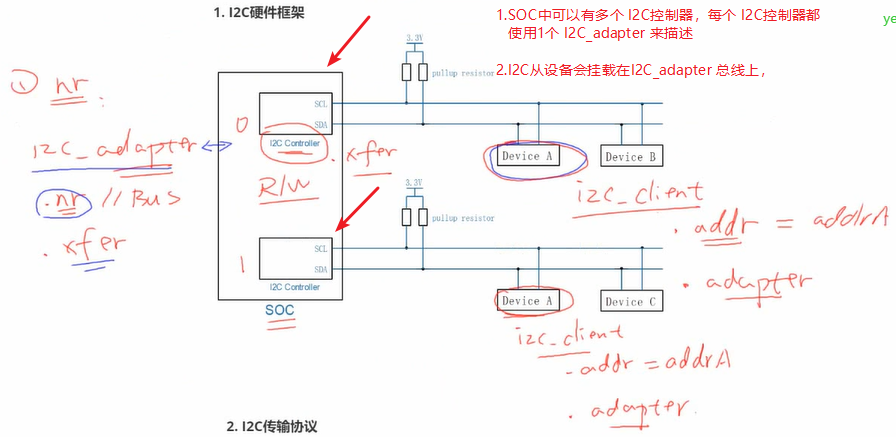 1. I2C硬件框架
1.SOC中可以有多个 I2C控制器，每个 I2C控制器都
使用1个 I2C_adapter 来描述
2.I2C从设备会挂载在I2C_adapter 总线上，
ye
① nr
I2C_adapter
.nr // Bus
.xfer
3.3V
pullup resistor
SCL
SDA
0
I2C Controller
.xfer
R/W
Device A
Device B
i2c_client
.addr = addrA
.adapter
3.3V
pullup resistor
SCL
SDA
1
I2C Controller
SOC
Device A
Device C
i2c_client
.addr = addrA
.adapter.
2. I2C传输协议